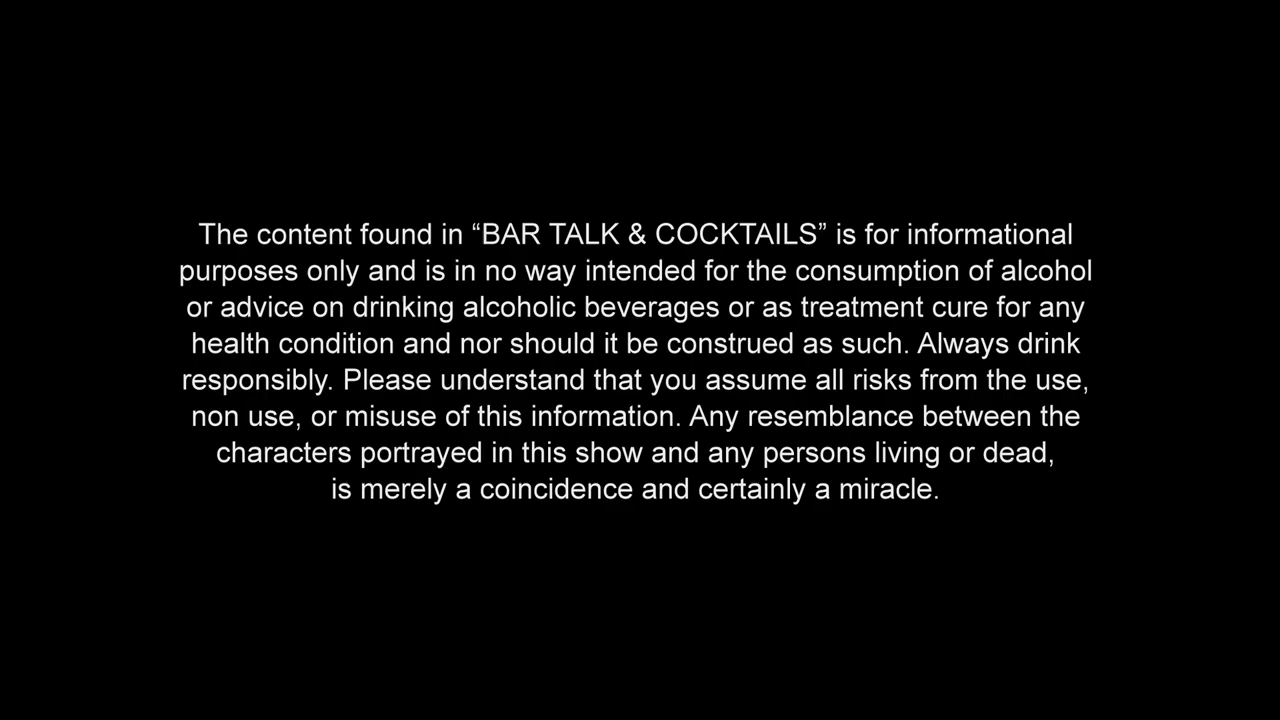 The content found in “BAR TALK & COCKTAILS” is for informational
purposes only and is in no way intended for the consumption of alcohol
or advice on drinking alcoholic beverages or as treatment cure for any
health condition and nor should it be construed as such. Always drink
responsibly. Please understand that you assume all risks from the use,
non use, or misuse of this information. Any resemblance between the
characters portrayed in this show and any persons living or dead,
is merely a coincidence and certainly a miracle.